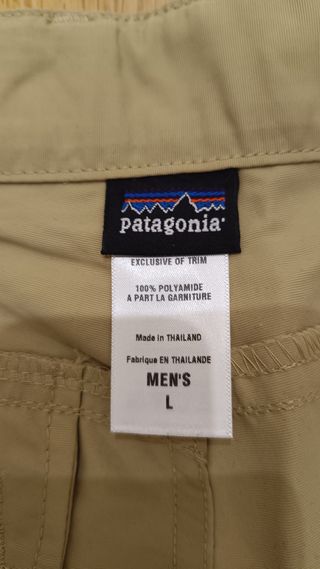 patagonia®
EXCLUSIVE OF TRIM
100% POLYAMIDE
A PART LA GARNITURE
Made in THAILAND
Fabrique EN THAILANDE
MEN'S
L